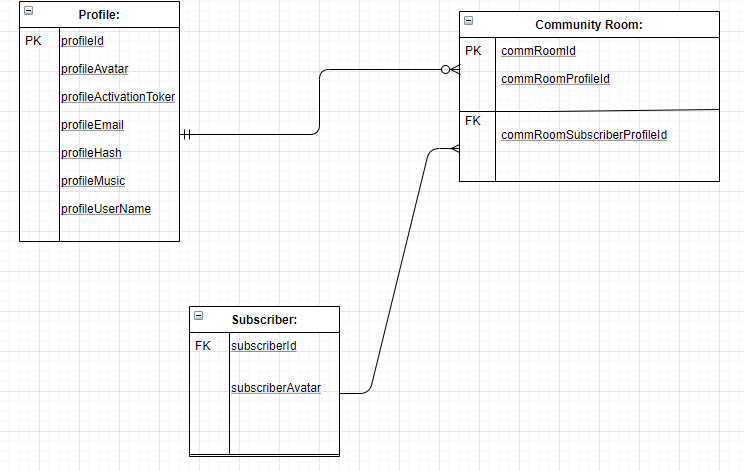 Profile:
PK
profileId
profileAvatar
profileActivationToker
profileEmail
profileHash
profileMusic
profileUserName
Community Room:
PK
commRoomId
commRoomProfileId
FK
commRoomSubscriberProfileId
Subscriber:
FK
subscriberId
subscriberAvatar